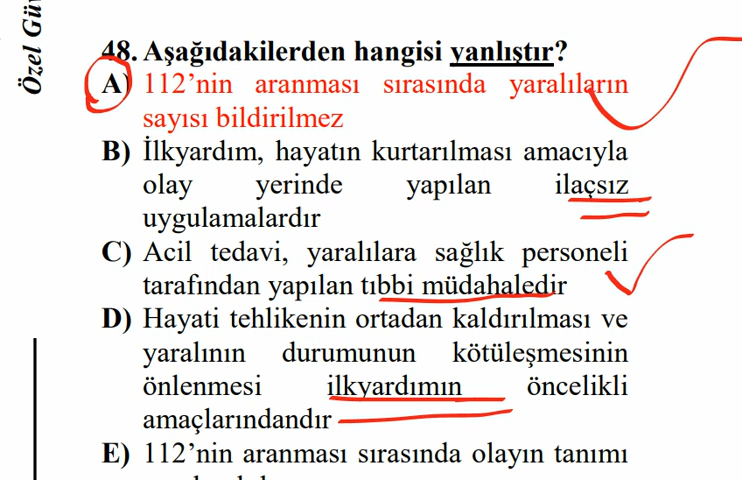 Özel Güv
48. Aşağıdakilerden hangisi yanlıştır?
A) 112’nin aranması sırasında yaralıların
sayısı bildirilmez
B) İlkyardım, hayatın kurtarılması amacıyla
olay yerinde yapılan ilaçsız
uygulamalardır
C) Acil tedavi, yaralılara sağlık personeli
tarafından yapılan tıbbi müdahaledir
D) Hayati tehlikenin ortadan kaldırılması ve
yaralının durumunun kötüleşmesinin
önlenmesi ilkyardımın öncelikli
amaçlarındandır
E) 112’nin aranması sırasında olayın tanımı